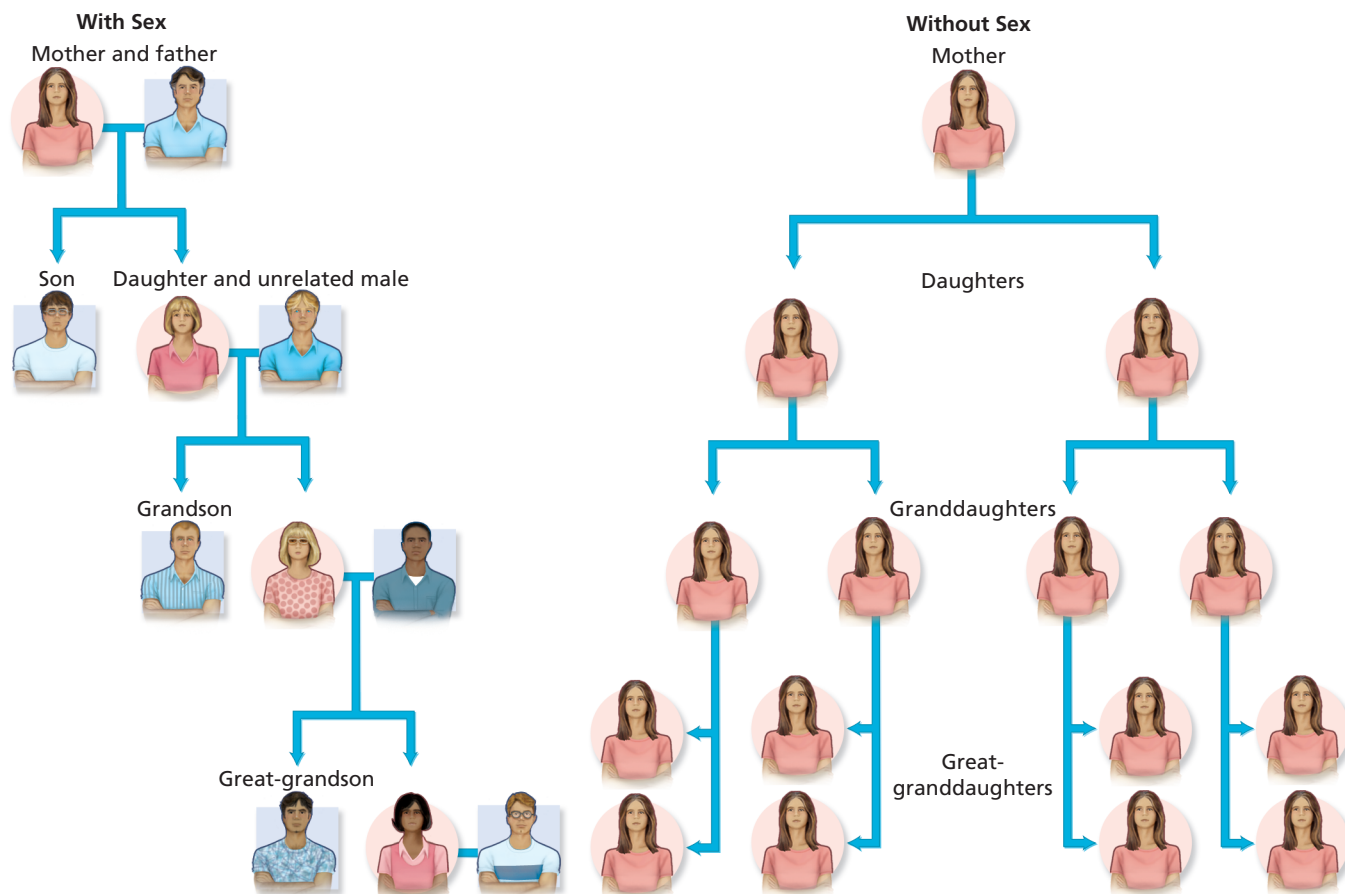 With Sex
Mother and father
Son
Daughter and unrelated male
Grandson
Great-grandson
Without Sex
Mother
Daughters
Granddaughters
Great-
granddaughters